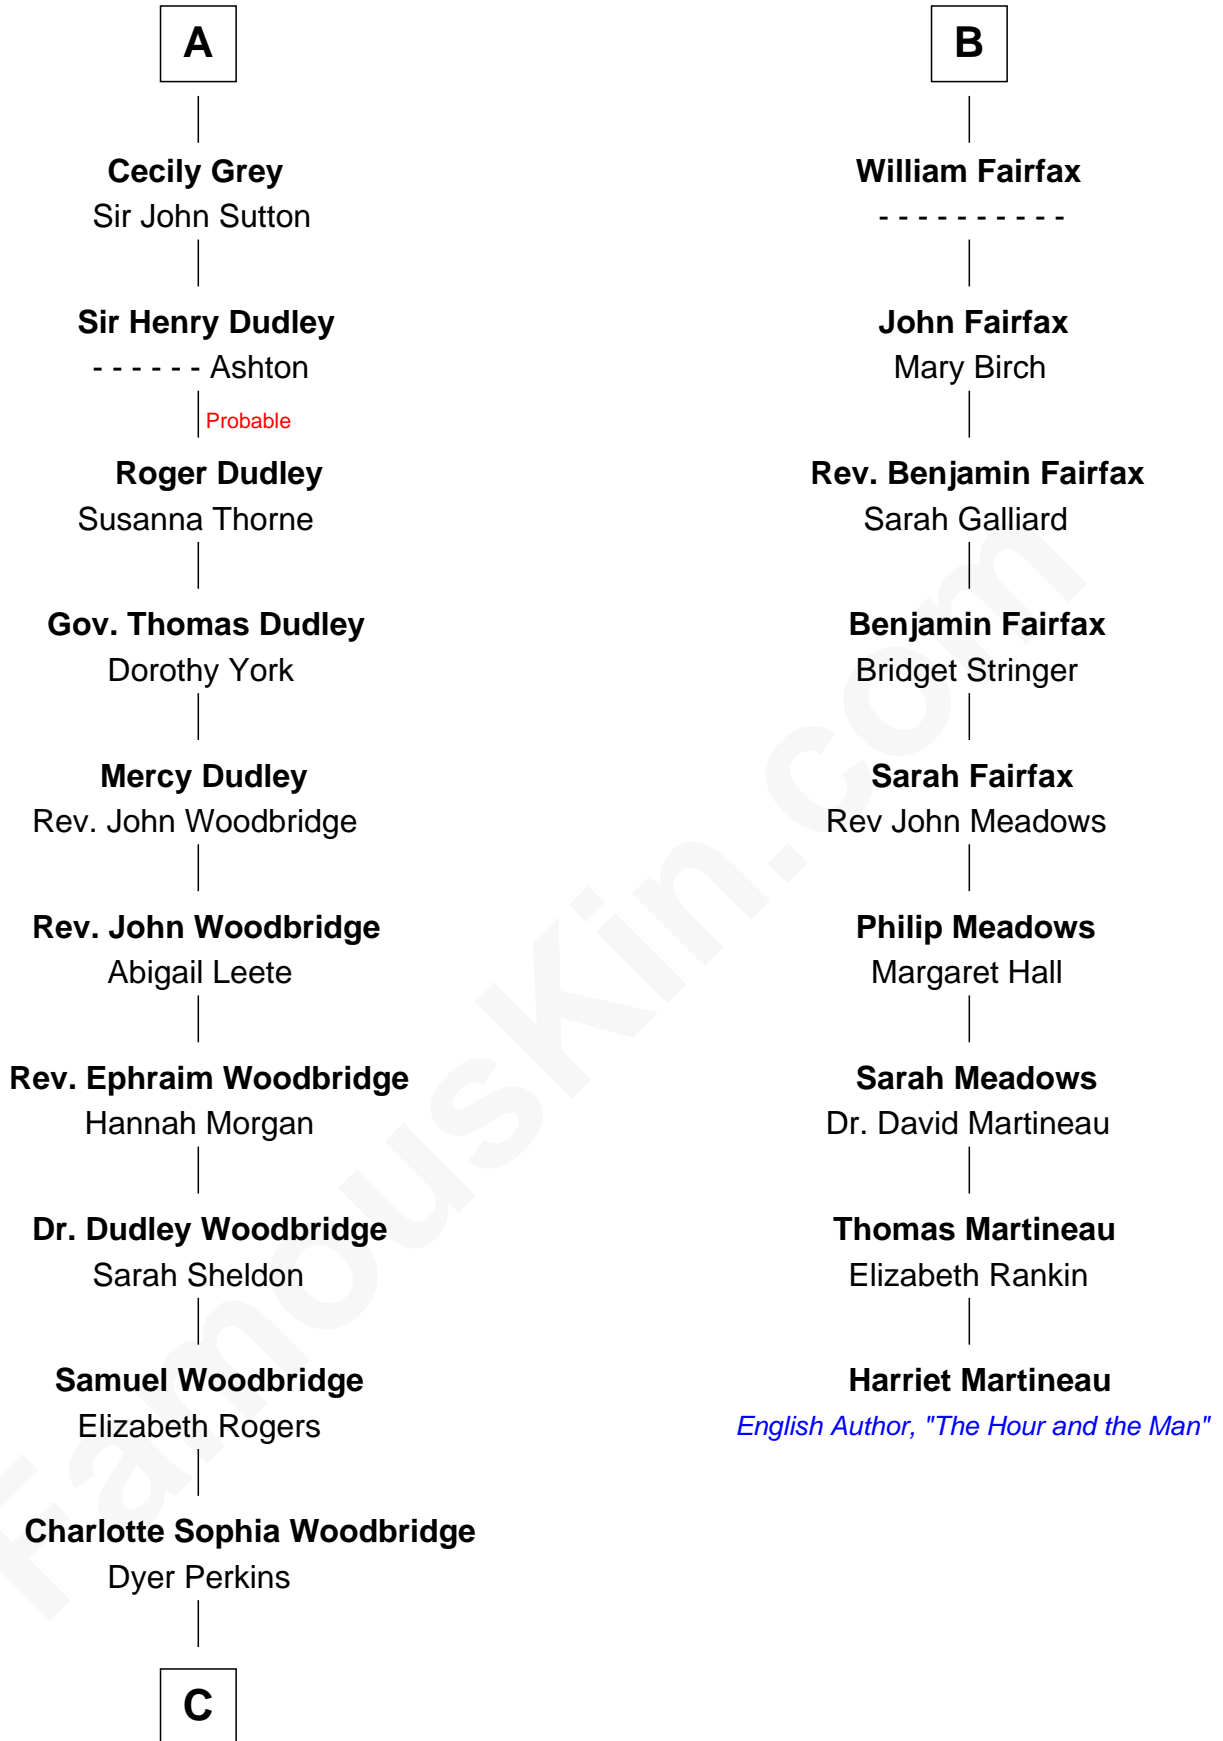 A
Cecily Grey
Sir John Sutton
Sir Henry Dudley
- - - - - - Ashton
Probable
Roger Dudley
Susanna Thorne
Gov. Thomas Dudley
Dorothy York
Mercy Dudley
Rev. John Woodbridge
Rev. John Woodbridge
Abigail Leete
Rev. Ephraim Woodbridge
Hannah Morgan
Dr. Dudley Woodbridge
Sarah Sheldon
Samuel Woodbridge
Elizabeth Rogers
Charlotte Sophia Woodbridge
Dyer Perkins
C
B
William Fairfax
- - - - - - - - - -
John Fairfax
Mary Birch
Rev. Benjamin Fairfax
Sarah Galliard
Benjamin Fairfax
Bridget Stringer
Sarah Fairfax
Rev John Meadows
Philip Meadows
Margaret Hall
Sarah Meadows
Dr. David Martineau
Thomas Martineau
Elizabeth Rankin
Harriet Martineau
English Author, "The Hour and the Man"
FamousKin.com